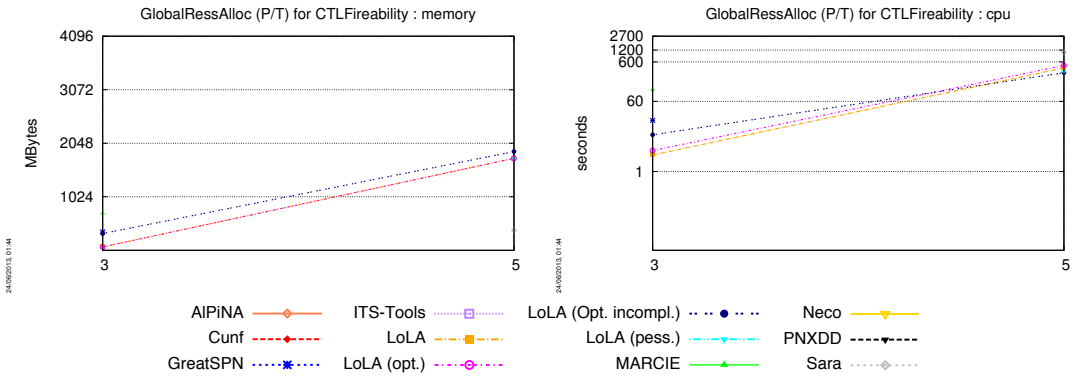 GlobalRessAlloc (P/T) for CTLFireability : memory
4096
3072
2048
1024
MBytes
3
5
24/06/2013, 01:44
GlobalRessAlloc (P/T) for CTLFireability : cpu
2700
1200
600
60
1
seconds
3
5
24/06/2013, 01:44
AlPiNA
Cunf
GreatSPN
ITS-Tools
LoLA
LoLA (opt.)
LoLA (Opt. incompl.)
LoLA (pess.)
MARCIE
Neco
PNXDD
Sara